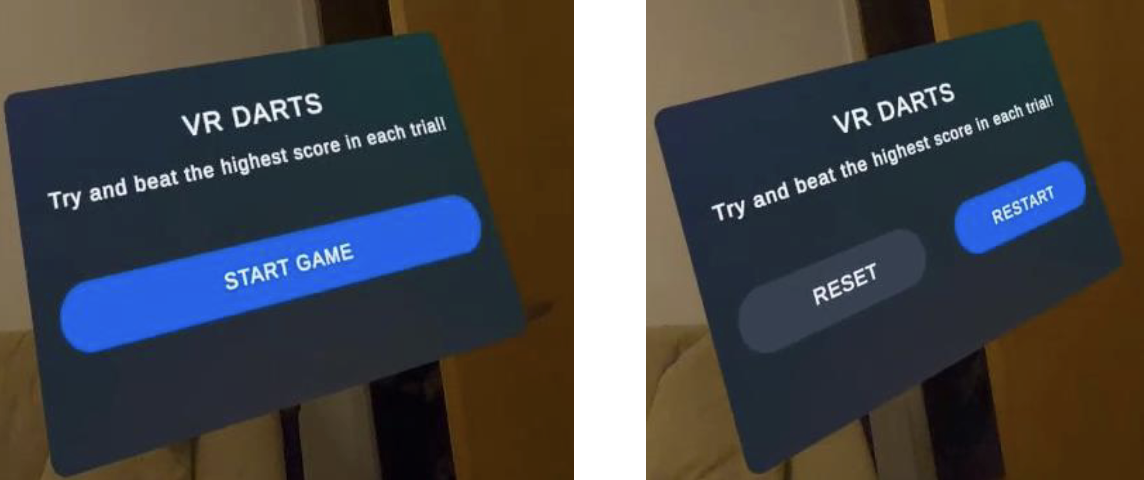 VR DARTS
Try and beat the highest score in each trial!
START GAME
VR DARTS
Try and beat the highest score in each trial!
RESET
RESTART